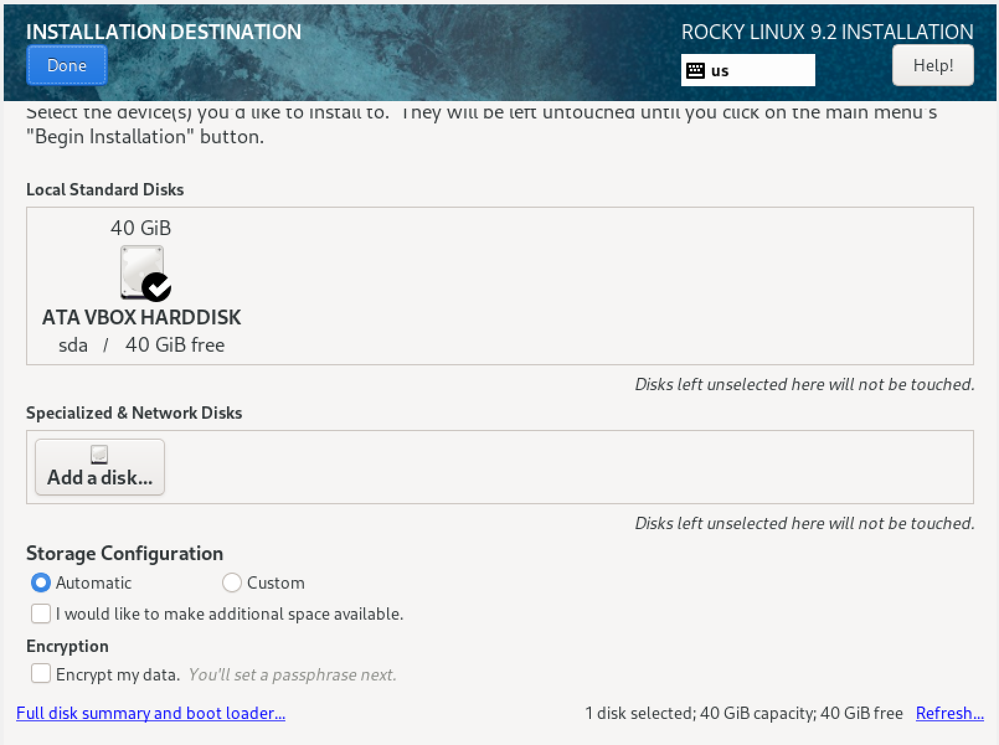 INSTALLATION DESTINATION
ROCKY LINUX 9.2 INSTALLATION
Done
us
Help!
Select the device(s) you'd like to install to. They will be left untouched until you click on the main menu's
"Begin Installation" button.
Local Standard Disks
40 GiB
ATA VBOX HARDDISK
sda / 40 GiB free
Disks left unselected here will not be touched.
Specialized & Network Disks
Add a disk...
Disks left unselected here will not be touched.
Storage Configuration
Automatic Custom
I would like to make additional space available.
Encryption
Encrypt my data. You'll set a passphrase next.
Full disk summary and boot loader... 1 disk selected; 40 GiB capacity; 40 GiB free Refresh...